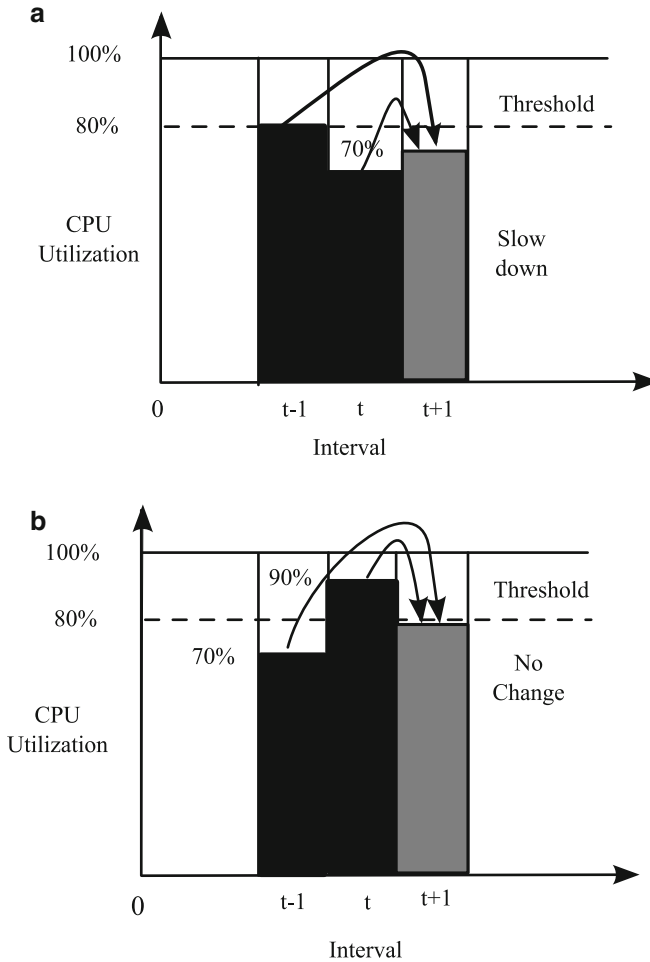 a
100%
Threshold
80%
70%
CPU
Utilization
Slow
down
0
t-1
t
t+1
Interval
b
100%
90%
Threshold
80%
70%
No
Change
CPU
Utilization
0
t-1
t
t+1
Interval